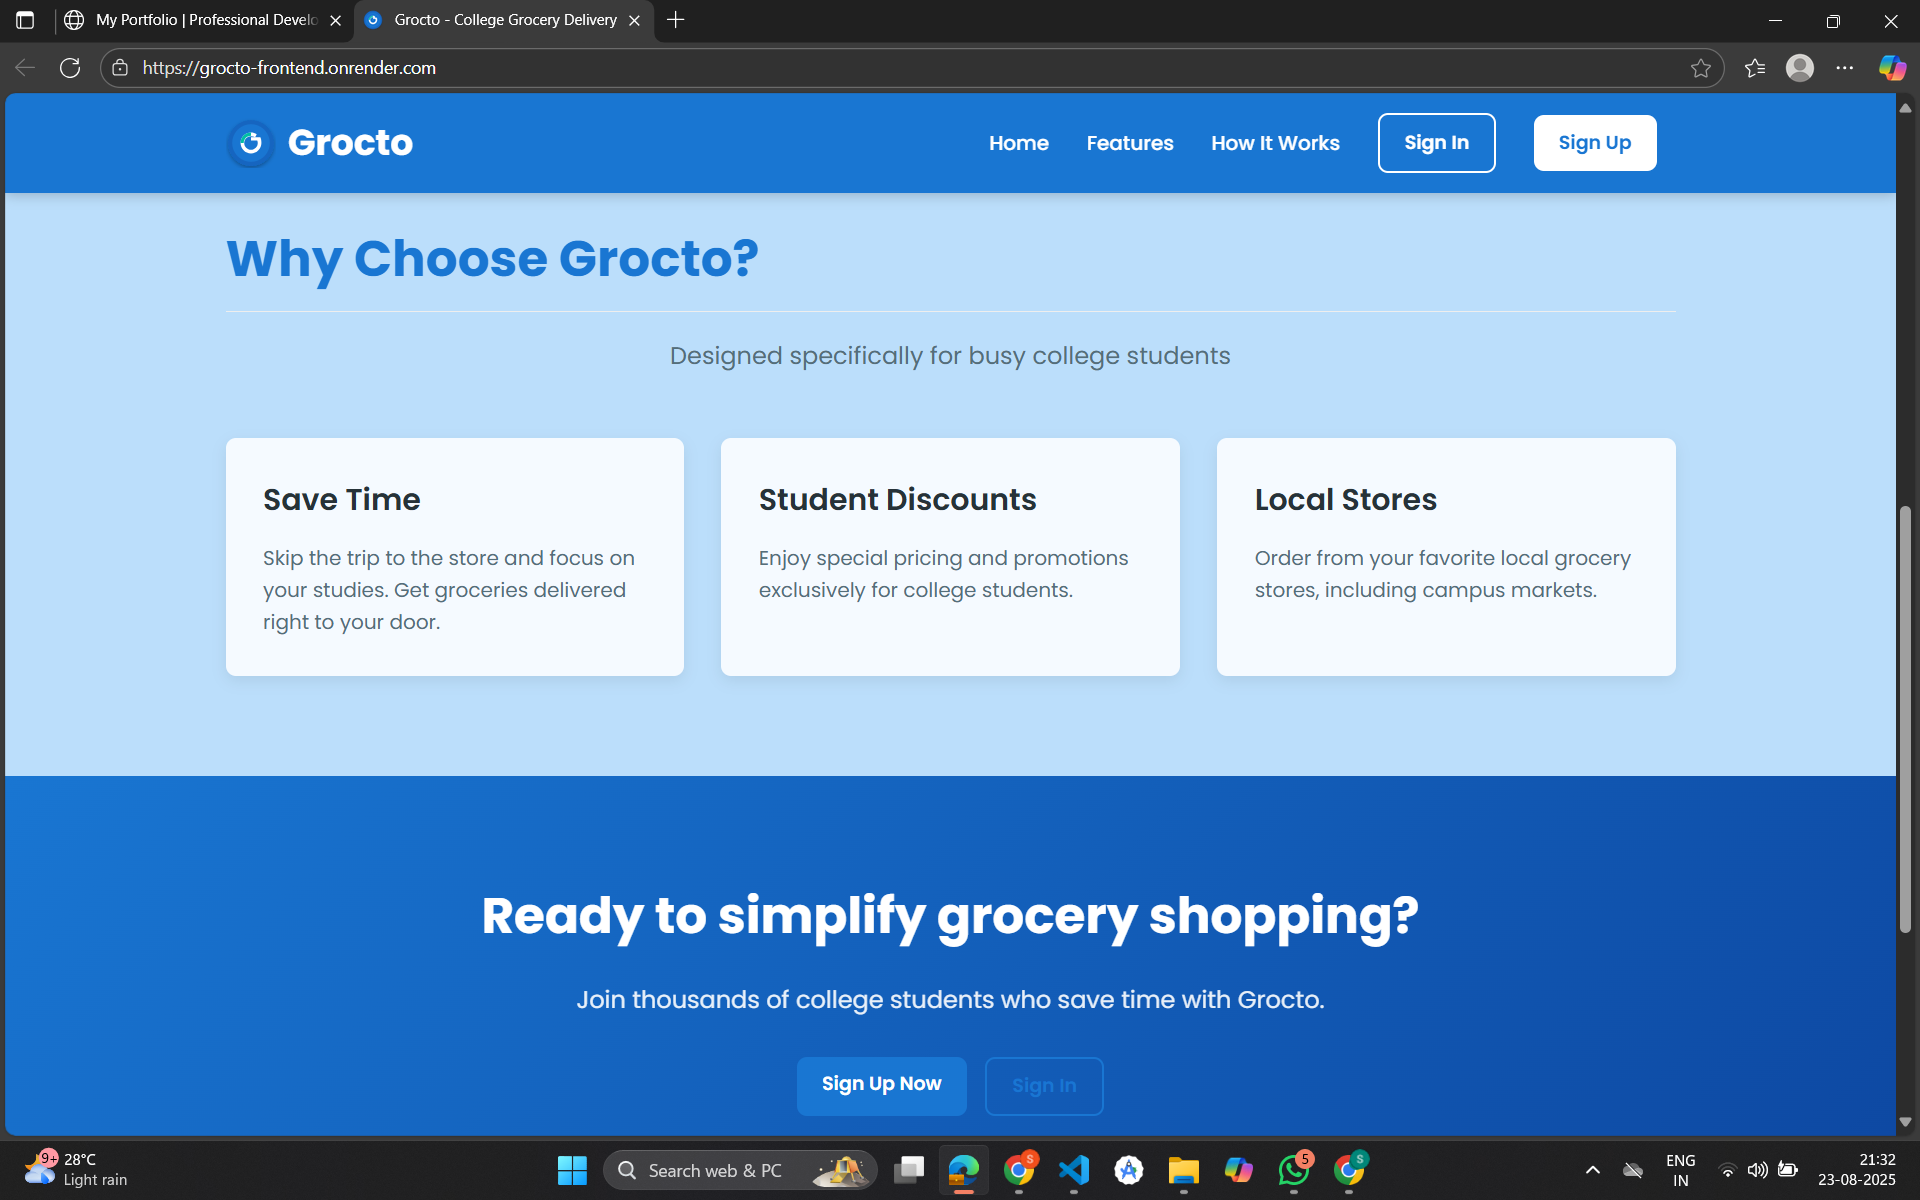 My Portfolio | Professional Develo
Grocto - College Grocery Delivery
https://grocto-frontend.onrender.com
Grocto
Home
Features
How It Works
Sign In
Sign Up
Why Choose Grocto?
Designed specifically for busy college students
Save Time
Skip the trip to the store and focus on
your studies. Get groceries delivered
right to your door.
Student Discounts
Enjoy special pricing and promotions
exclusively for college students.
Local Stores
Order from your favorite local grocery
stores, including campus markets.
Ready to simplify grocery shopping?
Join thousands of college students who save time with Grocto.
Sign Up Now
Sign In
9+
28°C
Light rain
Search web & PC
S
5
S
ENG
IN
21:32
23-08-2025